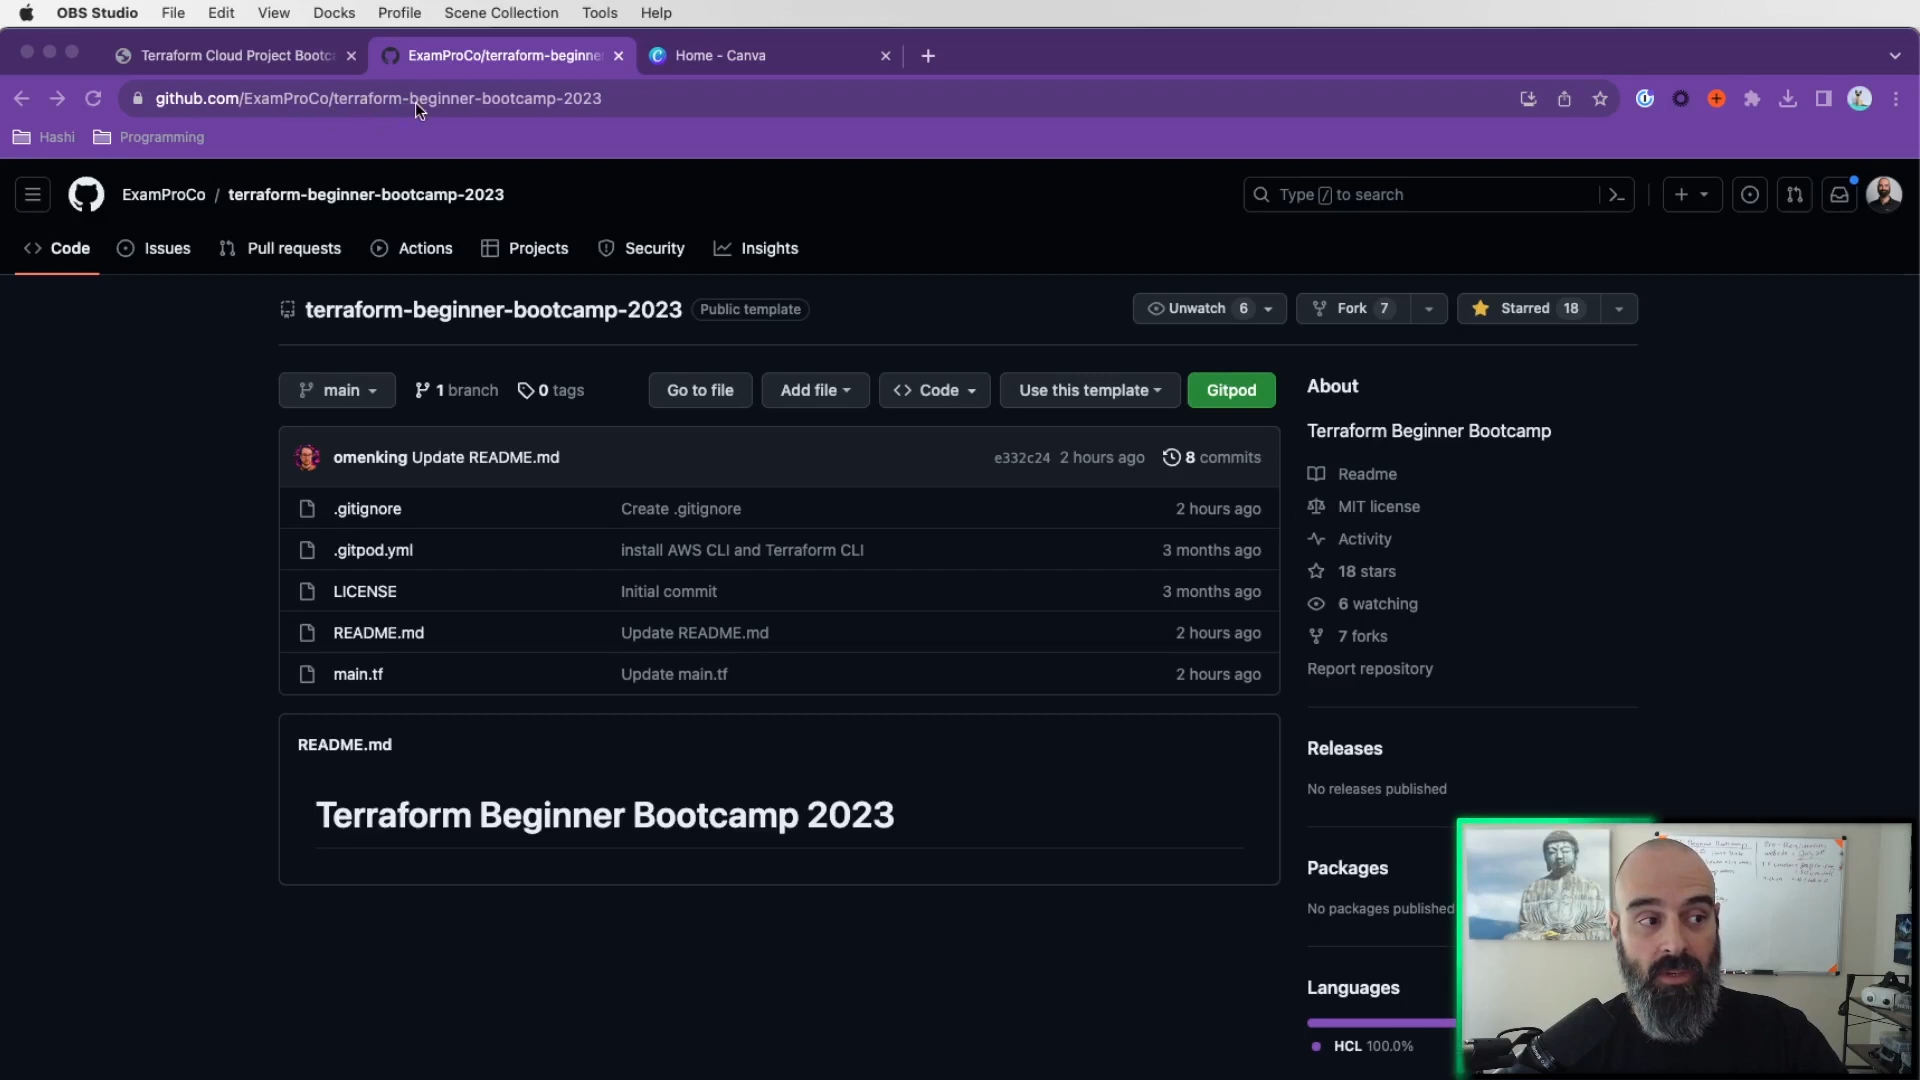 OBS Studio File Edit View Docks Profile Scene Collection Tools Help
Terraform Cloud Project Bootc
ExamProCo/terraform-beginne
Home - Canva
github.com/ExamProCo/terraform-beginner-bootcamp-2023
Hashi Programming
ExamProCo / terraform-beginner-bootcamp-2023
Type / to search
Code Issues Pull requests Actions Projects Security Insights
terraform-beginner-bootcamp-2023 Public template
Unwatch 6 Fork 7 Starred 18
main 1 branch 0 tags Go to file Add file Code Use this template Gitpod
omenking Update README.md e332c24 2 hours ago 8 commits
.gitignore Create .gitignore 2 hours ago
.gitpod.yml install AWS CLI and Terraform CLI 3 months ago
LICENSE Initial commit 3 months ago
README.md Update README.md 2 hours ago
main.tf Update main.tf 2 hours ago
README.md
Terraform Beginner Bootcamp 2023
About
Terraform Beginner Bootcamp
Readme
MIT license
Activity
18 stars
6 watching
7 forks
Report repository
Releases
No releases published
Packages
No packages published
Languages
HCL 100.0%